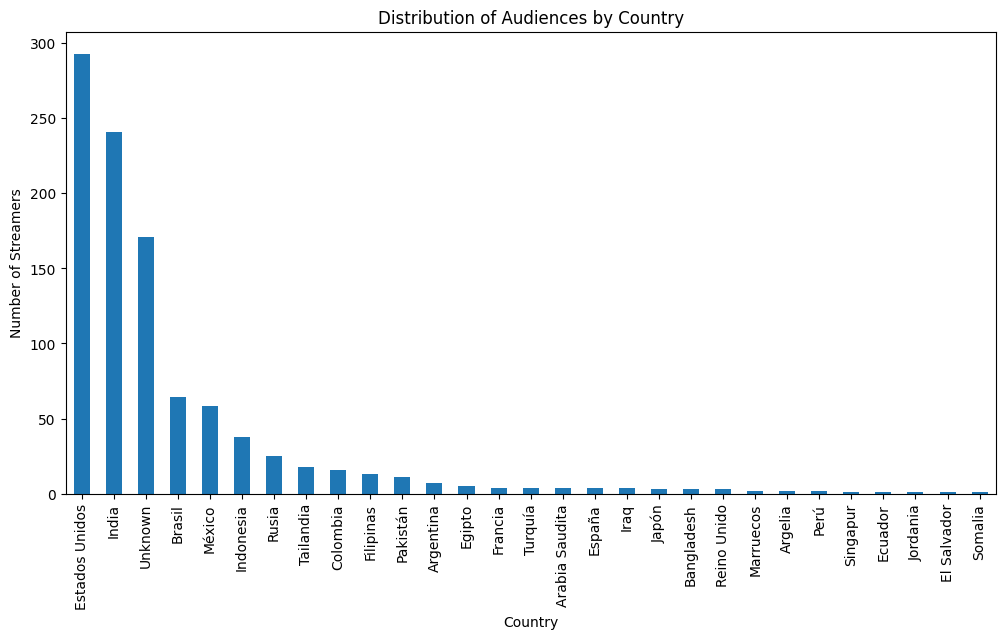 Distribution of Audiences by Country
Number of Streamers
300
250
200
150
100
50
0
Estados Unidos
India
Unknown
Brasil
México
Indonesia
Rusia
Tailandia
Colombia
Filipinas
Pakistán
Argentina
Egipto
Francia
Turquía
Arabia Saudita
España
Iraq
Japón
Bangladesh
Reino Unido
Marruecos
Argelia
Perú
Singapur
Ecuador
Jordania
El Salvador
Somalia
Country